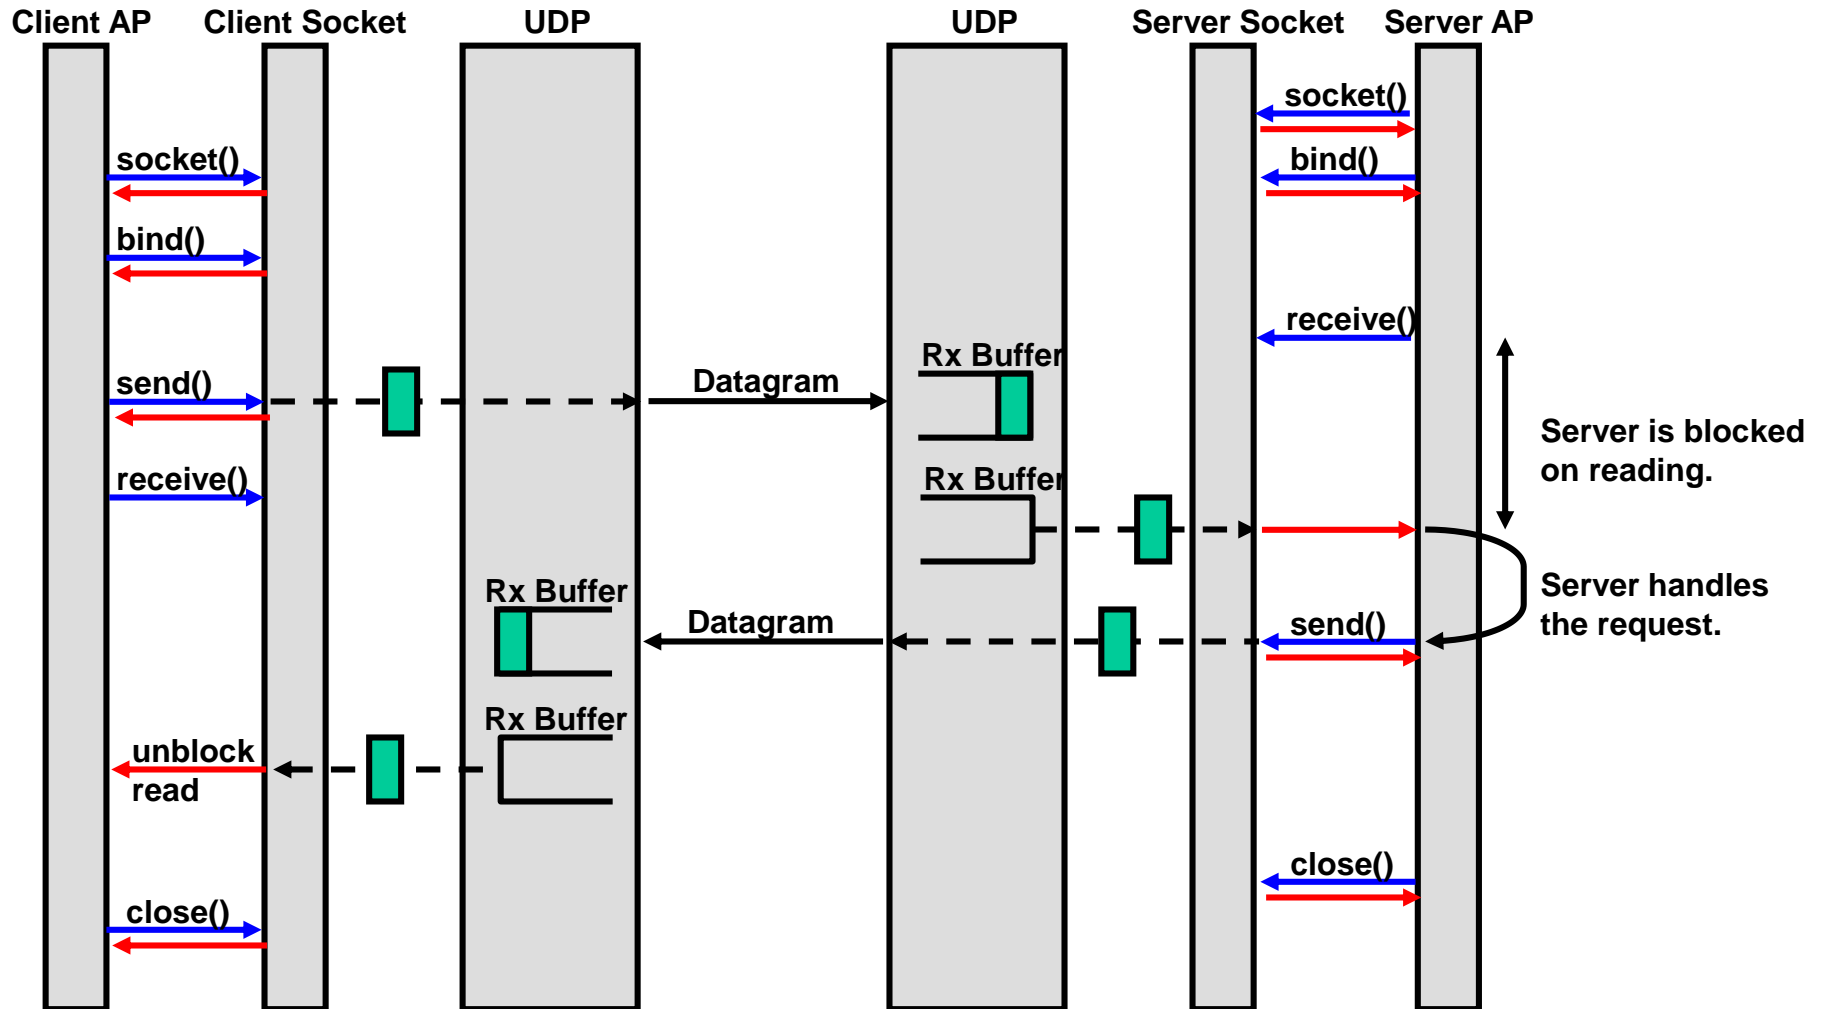 Client AP Client Socket UDP UDP Server Socket Server AP
socket()
socket()
bind()
bind()
receive()
Rx Buffer
send()
Datagram
Server is blocked
on reading.
receive()
Rx Buffer
Rx Buffer
Datagram
send()
Server handles
the request.
Rx Buffer
unblock
read
close()
close()